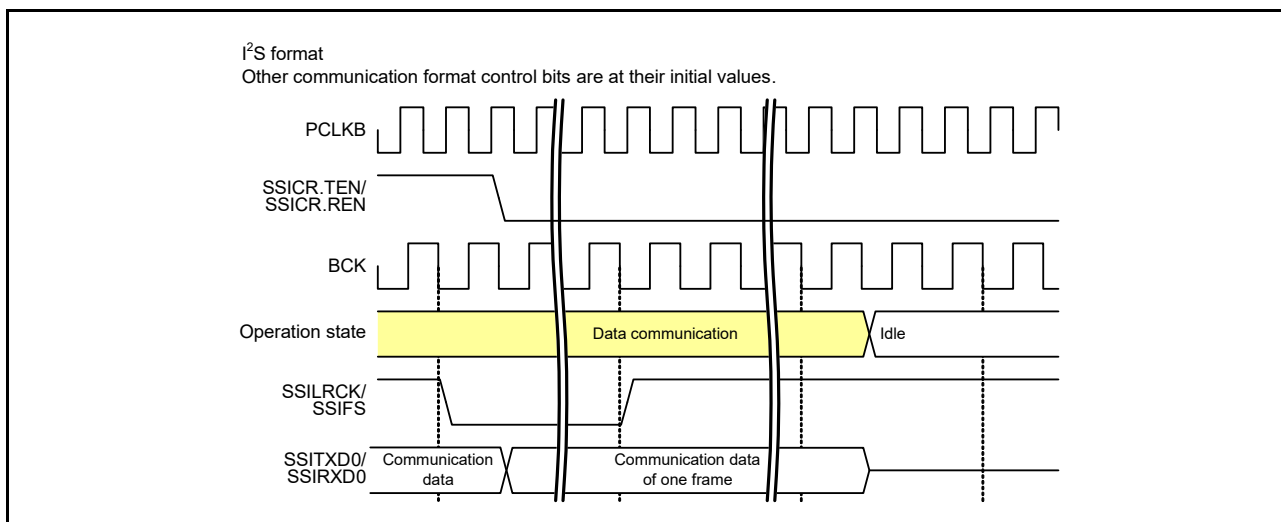 I²S format
Other communication format control bits are at their initial values.
PCLKB
SSICR.TEN/
SSICR.REN
BCK
Operation state
Data communication
Idle
SSILRCK/
SSIFS
SSITXD0/
SSIRXD0
Communication
data
Communication data
of one frame